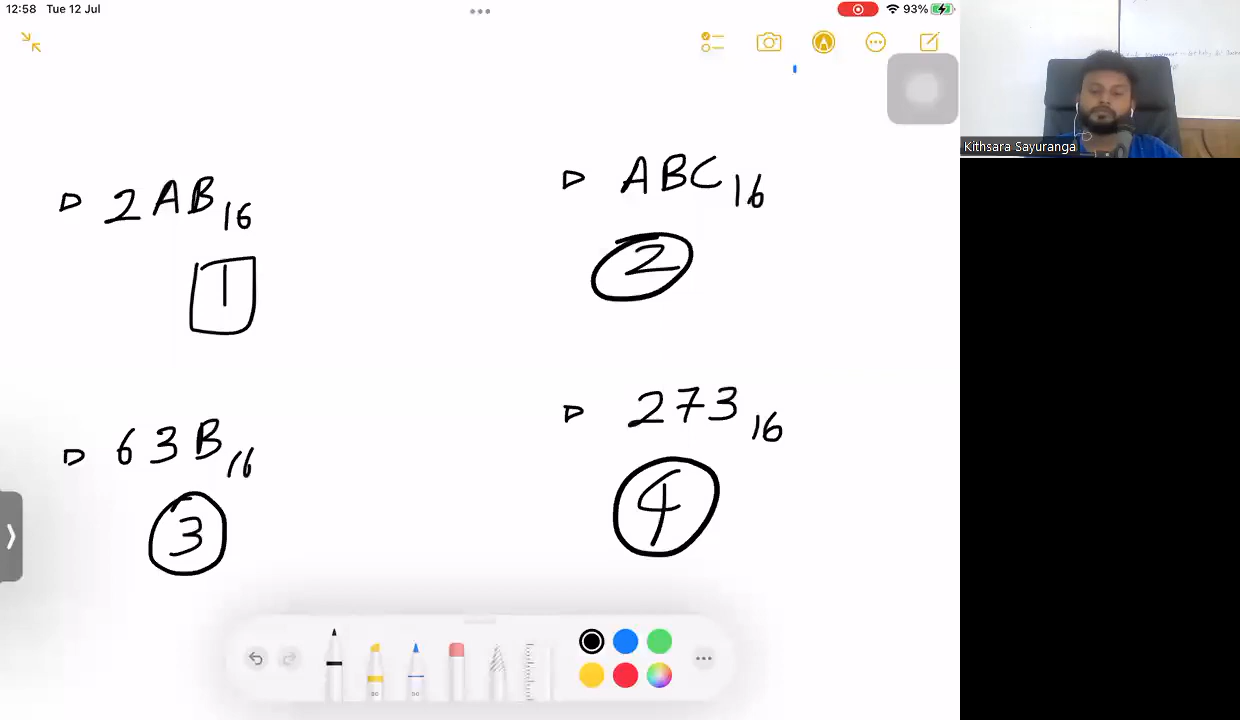 12:58 Tue 12 Jul
93%
Kithsara Sayuranga
▷ 2AB₁₆
1
▷ ABC₁₆
2
▷ 63B₁₆
3
▷ 273₁₆
4